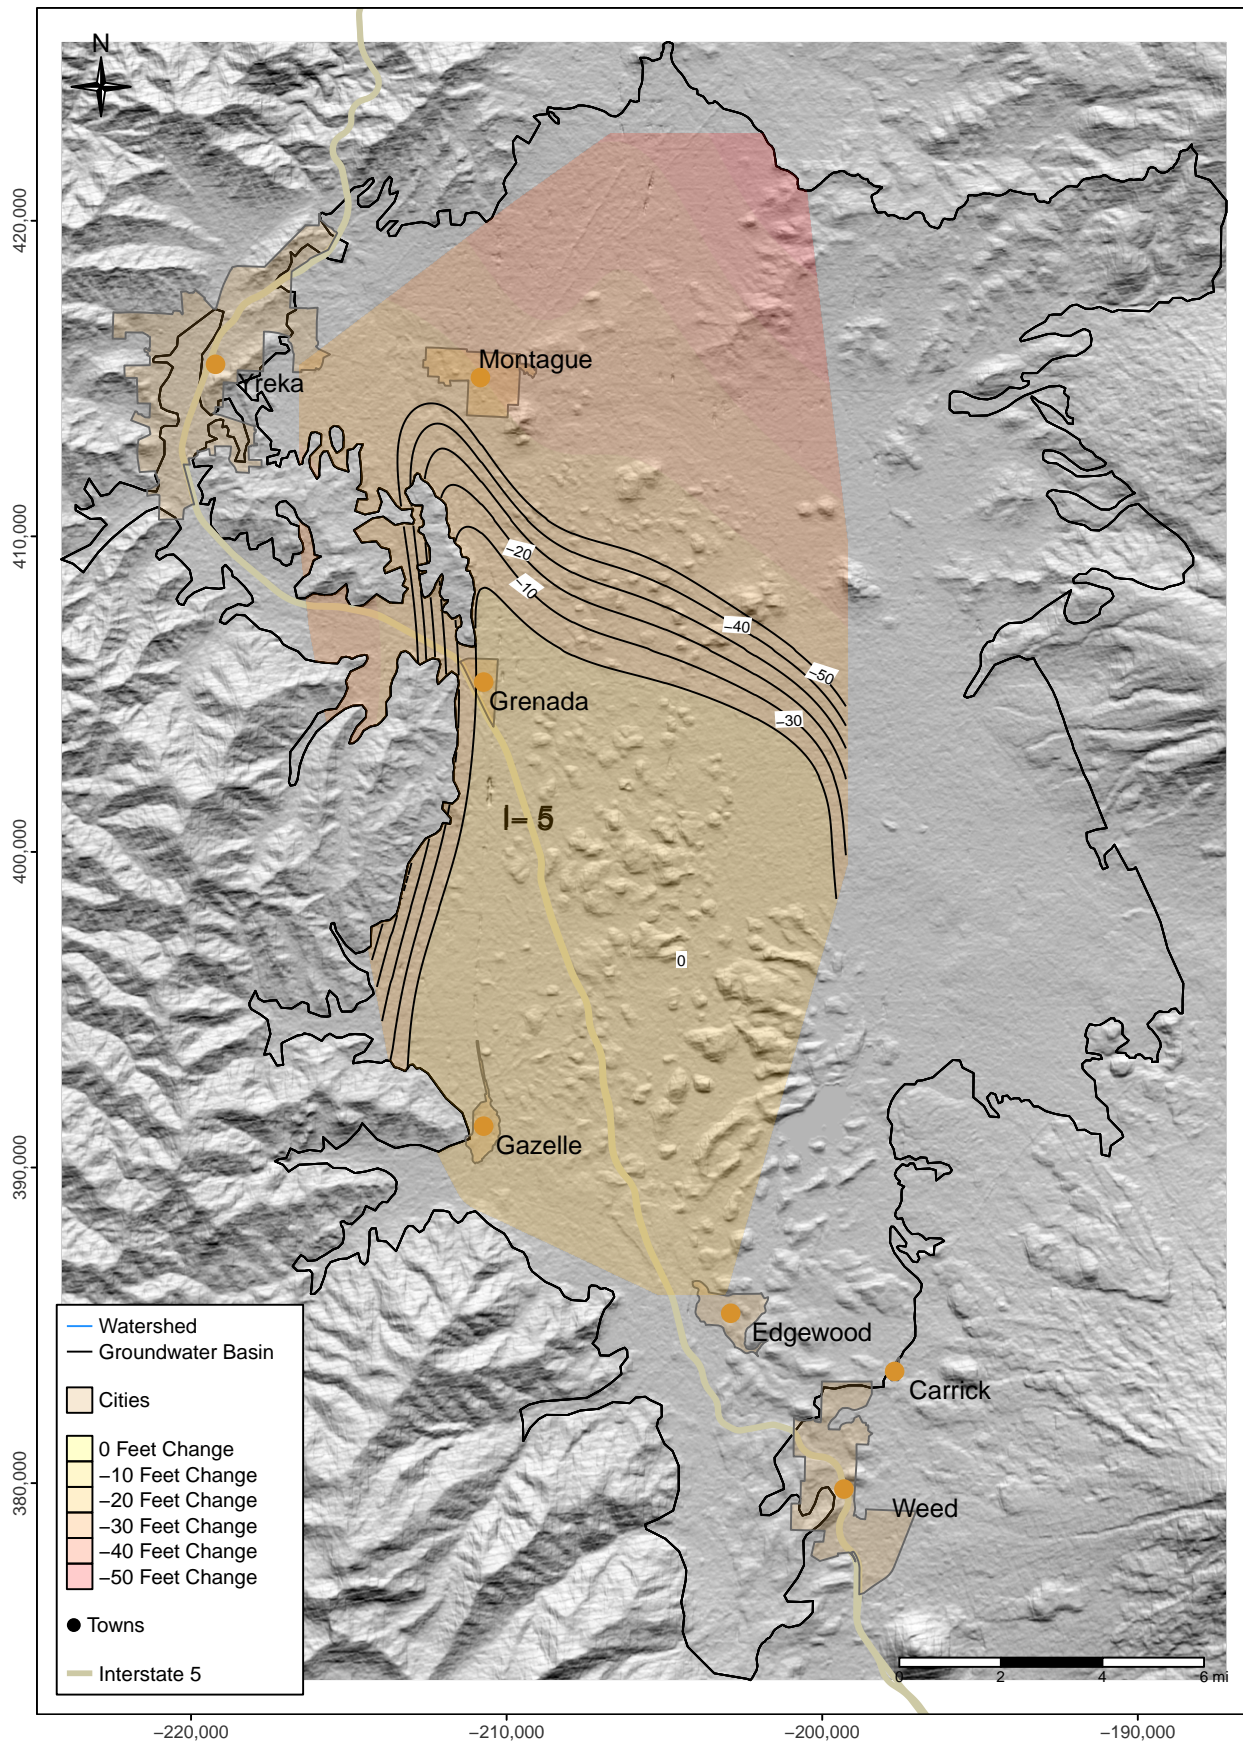 N
420,000
Montague
Yreka
410,000
−20
−10
−40
−50
Grenada
−30
I− 5
400,000
0
Gazelle
390,000
Edgewood
Carrick
380,000
Weed
Watershed
Groundwater Basin
Cities
0 Feet Change
−10 Feet Change
−20 Feet Change
−30 Feet Change
−40 Feet Change
−50 Feet Change
Towns
Interstate 5
0 2 4 6 mi
−220,000 −210,000 −200,000 −190,000